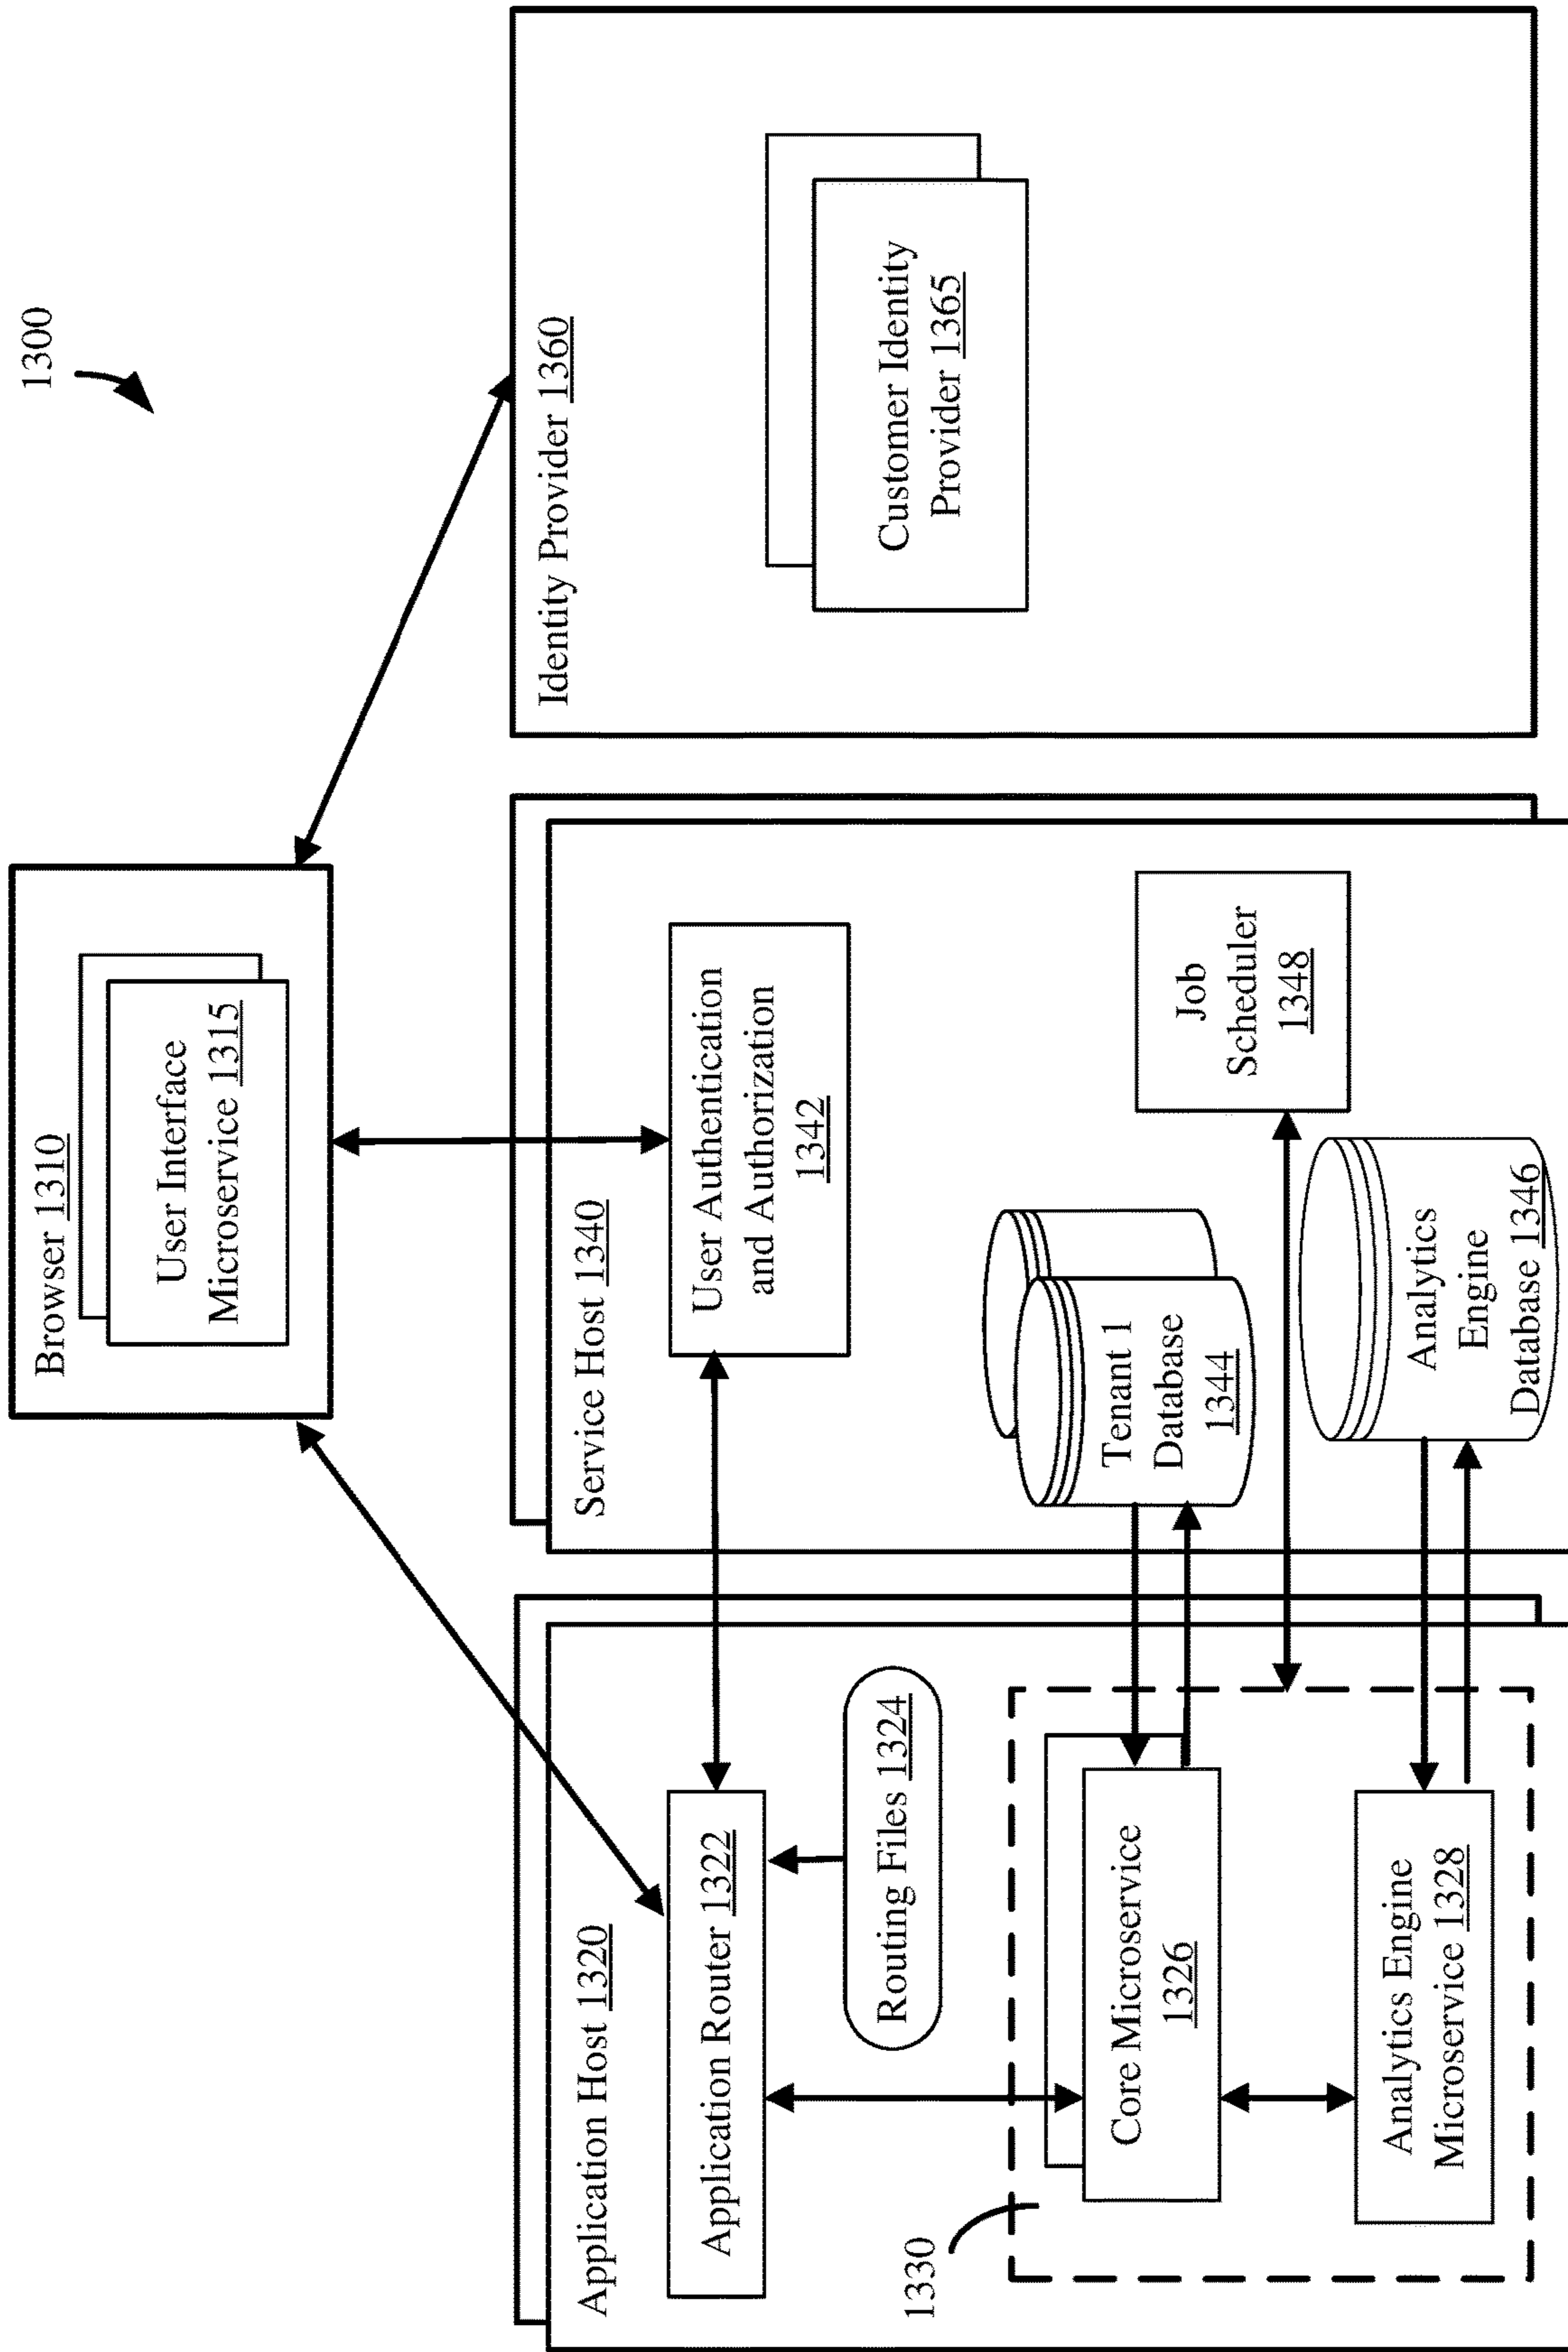 1300
Browser 1310
User Interface
Microservice 1315
Application Host 1320
Application Router 1322
Routing Files 1324
1330
Core Microservice
1326
Analytics Engine
Microservice 1328
Service Host 1340
User Authentication
and Authorization
1342
Tenant 1
Database
1344
Job
Scheduler
1348
Analytics
Engine
Database 1346
Identity Provider 1360
Customer Identity
Provider 1365